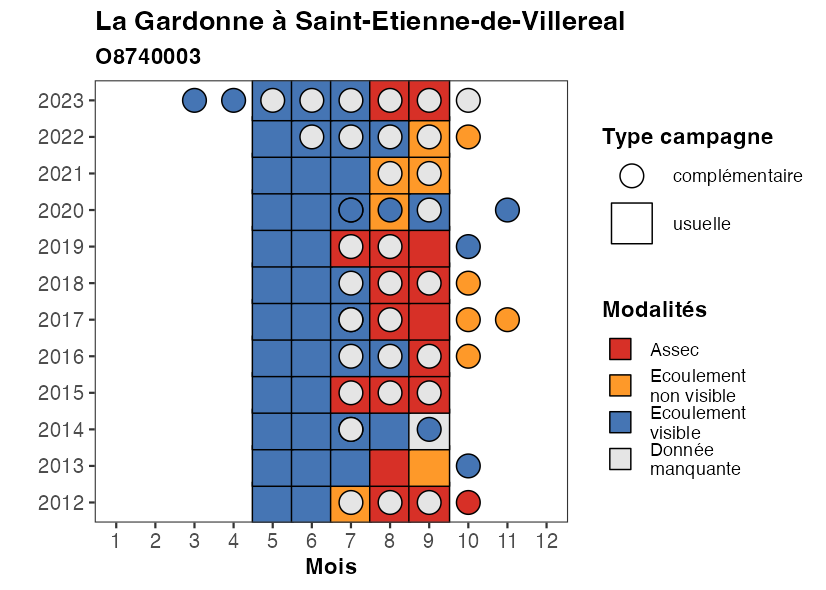 La Gardonne à Saint-Etienne-de-Villereal
O8740003
2023
2022
2021
2020
2019
2018
2017
2016
2015
2014
2013
2012
1 2 3 4 5 6 7 8 9 10 11 12
Mois
Type campagne
complémentaire
usuelle
Modalités
Assec
Ecoulement
non visible
Ecoulement
visible
Donnée
manquante